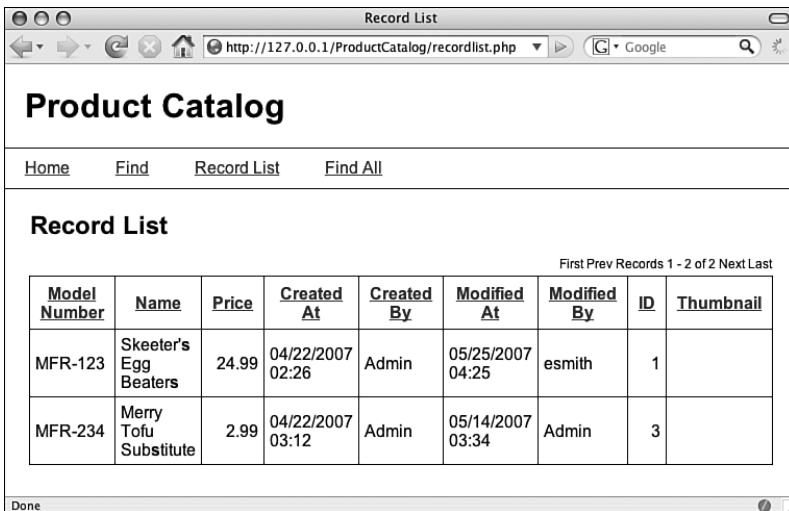 Record List
http://127.0.0.1/ProductCatalog/recordlist.php
G Google
Product Catalog
Home Find Record List Find All
Record List
First Prev Records 1 - 2 of 2 Next Last
Model Number Name Price Created At Created By Modified At Modified By ID Thumbnail
MFR-123 Skeeter's Egg Beaters 24.99 04/22/2007 02:26 Admin 05/25/2007 04:25 esmith 1
MFR-234 Merry Tofu Substitute 2.99 04/22/2007 03:12 Admin 05/14/2007 03:34 Admin 3
Done